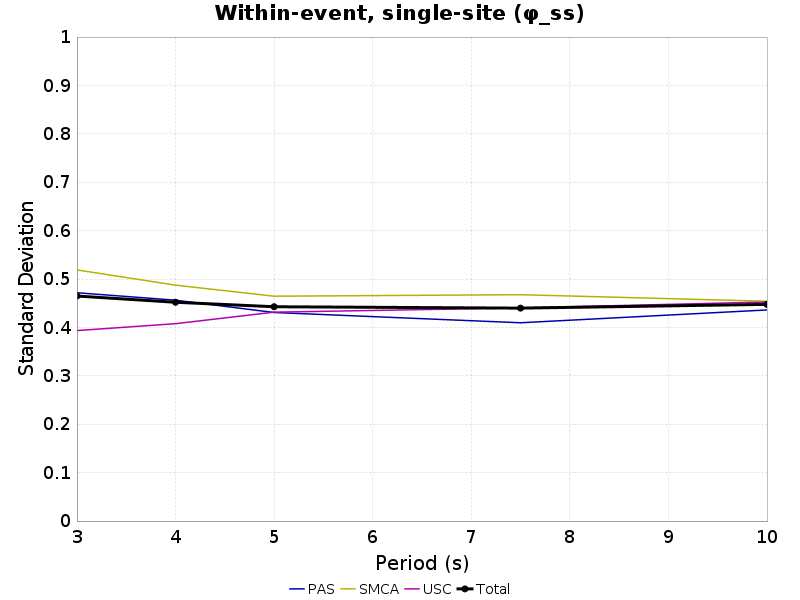 Within-event, single-site (φ_ss)
1
0.9
0.8
0.7
0.6
0.5
0.4
0.3
0.2
0.1
0
Standard Deviation
3 4 5 6 7 8 9 10
Period (s)
PAS SMCA USC Total